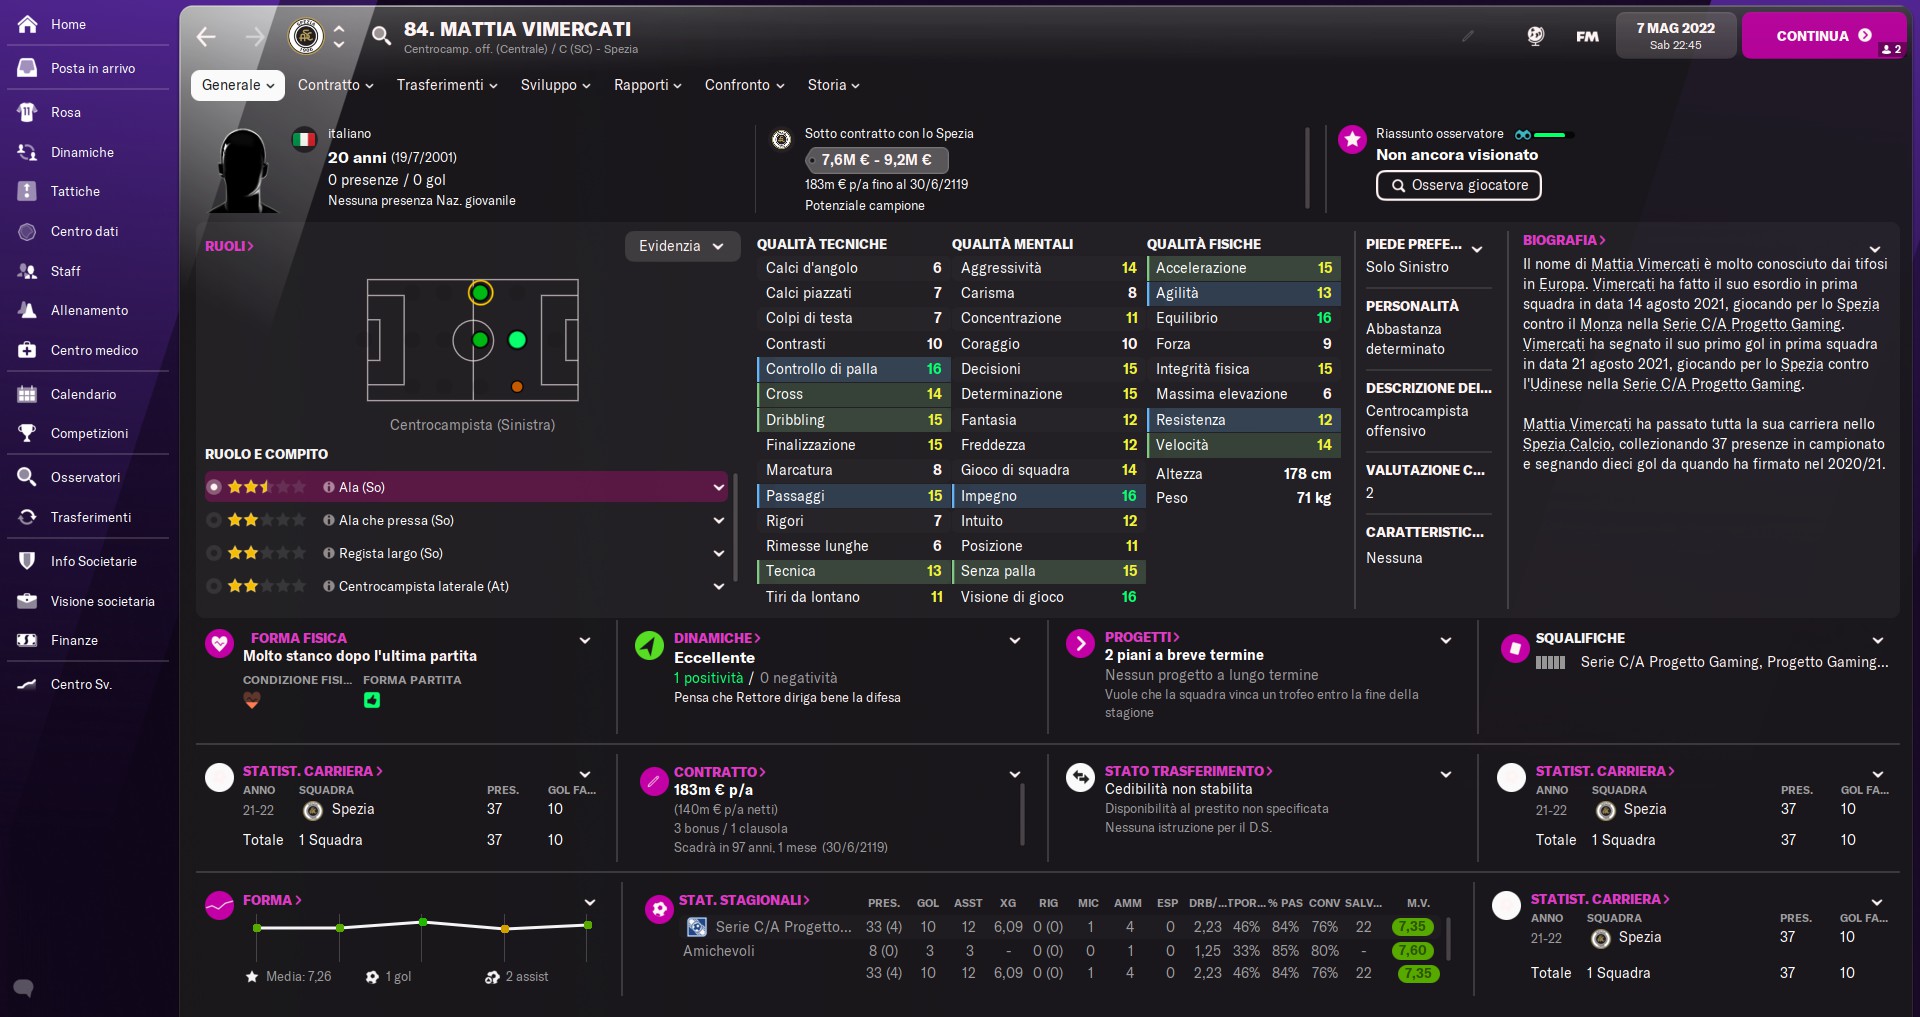 Home
Posta in arrivo
Rosa
Dinamiche
Tattiche
Centro dati
Staff
Allenamento
Centro medico
Calendario
Competizioni
Osservatori
Trasferimenti
Info Societarie
Visione societaria
Finanze
Centro Sv.
84. MATTIA VIMERCATI
Centrocamp. off. (Centrale) / C (SC) - Spezia
FM
7 MAG 2022
Sab 22:45
CONTINUA
2
Generale
Contratto
Trasferimenti
Sviluppo
Rapporti
Confronto
Storia
italiano
20 anni (19/7/2001)
0 presenze / 0 gol
Nessuna presenza Naz. giovanile
Sotto contratto con lo Spezia
7,6M € - 9,2M €
183m € p/a fino al 30/6/2119
Potenziale campione
Riassunto osservatore
Non ancora visionato
Osserva giocatore
RUOLI
Evidenzia
Centrocampista (Sinistra)
RUOLO E COMPITO
Ala (So)
Ala che pressa (So)
Regista largo (So)
Centrocampista laterale (At)
QUALITÀ TECNICHE
Calci d'angolo 6
Calci piazzati 7
Colpi di testa 7
Contrasti 10
Controllo di palla 16
Cross 14
Dribbling 15
Finalizzazione 15
Marcatura 8
Passaggi 15
Rigori 7
Rimesse lunghe 6
Tecnica 13
Tiri da lontano 11
QUALITÀ MENTALI
Aggressività 14
Carisma 8
Concentrazione 11
Coraggio 10
Decisioni 15
Determinazione 15
Fantasia 12
Freddezza 12
Gioco di squadra 14
Impegno 16
Intuito 12
Posizione 11
Senza palla 15
Visione di gioco 16
QUALITÀ FISICHE
Accelerazione 15
Agilità 13
Equilibrio 16
Forza 9
Integrità fisica 15
Massima elevazione 6
Resistenza 12
Velocità 14
Altezza 178 cm
Peso 71 kg
PIEDE PREFE...
Solo Sinistro
PERSONALITÀ
Abbastanza
determinato
DESCRIZIONE DEI...
Centrocampista
offensivo
VALUTAZIONE C...
2
CARATTERISTIC...
Nessuna
BIOGRAFIA
Il nome di Mattia Vimercati è molto conosciuto dai tifosi
in Europa. Vimercati ha fatto il suo esordio in prima
squadra in data 14 agosto 2021, giocando per lo Spezia
contro il Monza nella Serie C/A Progetto Gaming.
Vimercati ha segnato il suo primo gol in prima squadra
in data 21 agosto 2021, giocando per lo Spezia contro
l'Udinese nella Serie C/A Progetto Gaming.
Mattia Vimercati ha passato tutta la sua carriera nello
Spezia Calcio, collezionando 37 presenze in campionato
e segnando dieci gol da quando ha firmato nel 2020/21.
FORMA FISICA
Molto stanco dopo l'ultima partita
CONDIZIONE FISI... FORMA PARTITA
DINAMICHE
Eccellente
1 positività / 0 negatività
Pensa che Rettore diriga bene la difesa
PROGETTI
2 piani a breve termine
Nessun progetto a lungo termine
Vuole che la squadra vinca un trofeo entro la fine della
stagione
SQUALIFICHE
Serie C/A Progetto Gaming, Progetto Gaming...
STATIST. CARRIERA
ANNO SQUADRA PRES. GOL FA...
21-22 Spezia 37 10
Totale 1 Squadra 37 10
CONTRATTO
183m € p/a
(140m € p/a netti)
3 bonus / 1 clausola
Scadrà in 97 anni, 1 mese (30/6/2119)
STATO TRASFERIMENTO
Cedibilità non stabilita
Disponibilità al prestito non specificata
Nessuna istruzione per il D.S.
STATIST. CARRIERA
ANNO SQUADRA PRES. GOL FA...
21-22 Spezia 37 10
Totale 1 Squadra 37 10
FORMA
Media: 7,26 1 gol 2 assist
STAT. STAGIONALI PRES. GOL ASST XG RIG MIC AMM ESP DRB/... TPOR... % PAS CONV SALV... M.V.
Serie C/A Progetto... 33 (4) 10 12 6,09 0 (0) 1 4 0 2,23 46% 84% 76% 22 7,35
Amichevoli 8 (0) 3 3 - 0 (0) 0 1 0 1,25 33% 85% 80% - 7,60
33 (4) 10 12 6,09 0 (0) 1 4 0 2,23 46% 84% 76% 22 7,35
STATIST. CARRIERA
ANNO SQUADRA PRES. GOL FA...
21-22 Spezia 37 10
Totale 1 Squadra 37 10